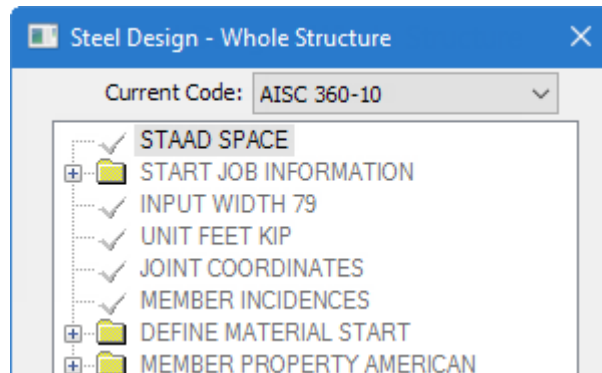 Steel Design - Whole Structure
Current Code: AISC 360-10
STAAD SPACE
START JOB INFORMATION
INPUT WIDTH 79
UNIT FEET KIP
JOINT COORDINATES
MEMBER INCIDENCES
DEFINE MATERIAL START
MEMBER PROPERTY AMERICAN